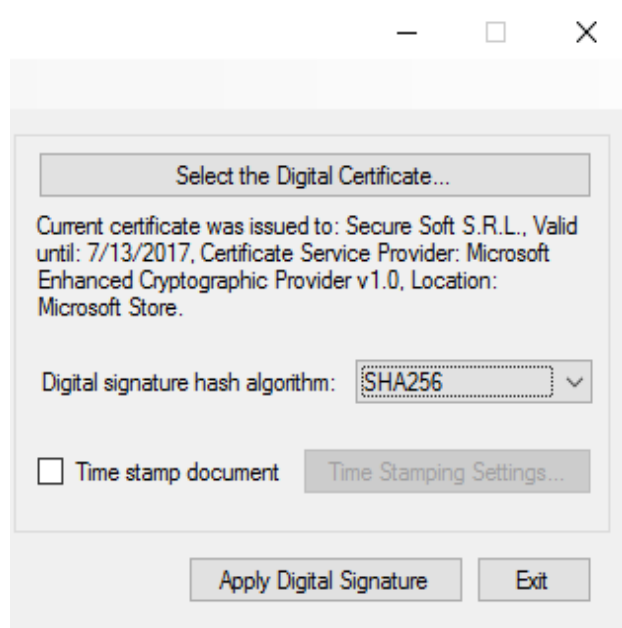 Select the Digital Certificate...
Current certificate was issued to: Secure Soft S.R.L., Valid
until: 7/13/2017, Certificate Service Provider: Microsoft
Enhanced Cryptographic Provider v1.0, Location:
Microsoft Store.
Digital signature hash algorithm: SHA256
Time stamp document Time Stamping Settings...
Apply Digital Signature Exit